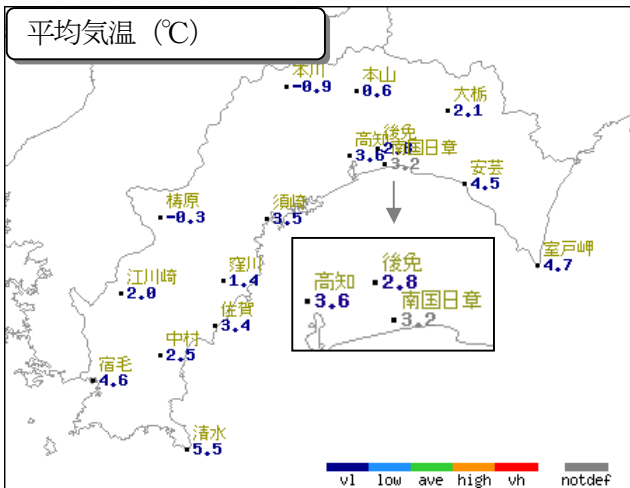 平均気温 (℃)
本川
-0.9
本山
0.6
大栃
2.1
後免
2.8
高知
3.6
南国日章
3.2
安芸
4.5
梼原
-0.3
須崎
3.5
室戸岬
4.7
江川崎
2.0
窪川
1.4
佐賀
3.4
中村
2.5
宿毛
4.6
清水
5.5
後免
2.8
高知
3.6
南国日章
3.2
vl low ave high vh notdef